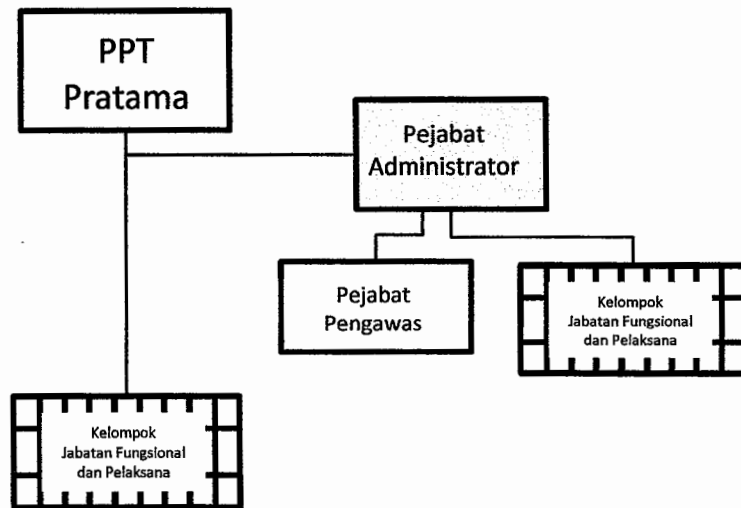 PPT
Pratama
Pejabat
Administrator
Pejabat
Pengawas
Kelompok
Jabatan Fungsional
dan Pelaksana
Kelompok
Jabatan Fungsional
dan Pelaksana